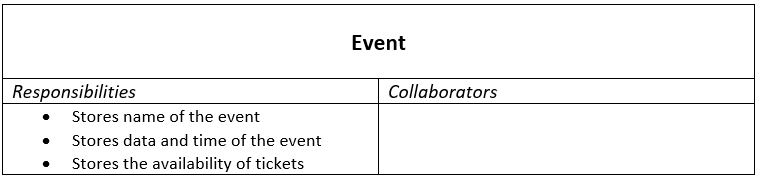 Event
Responsibilities
Collaborators
• Stores name of the event
• Stores data and time of the event
• Stores the availability of tickets